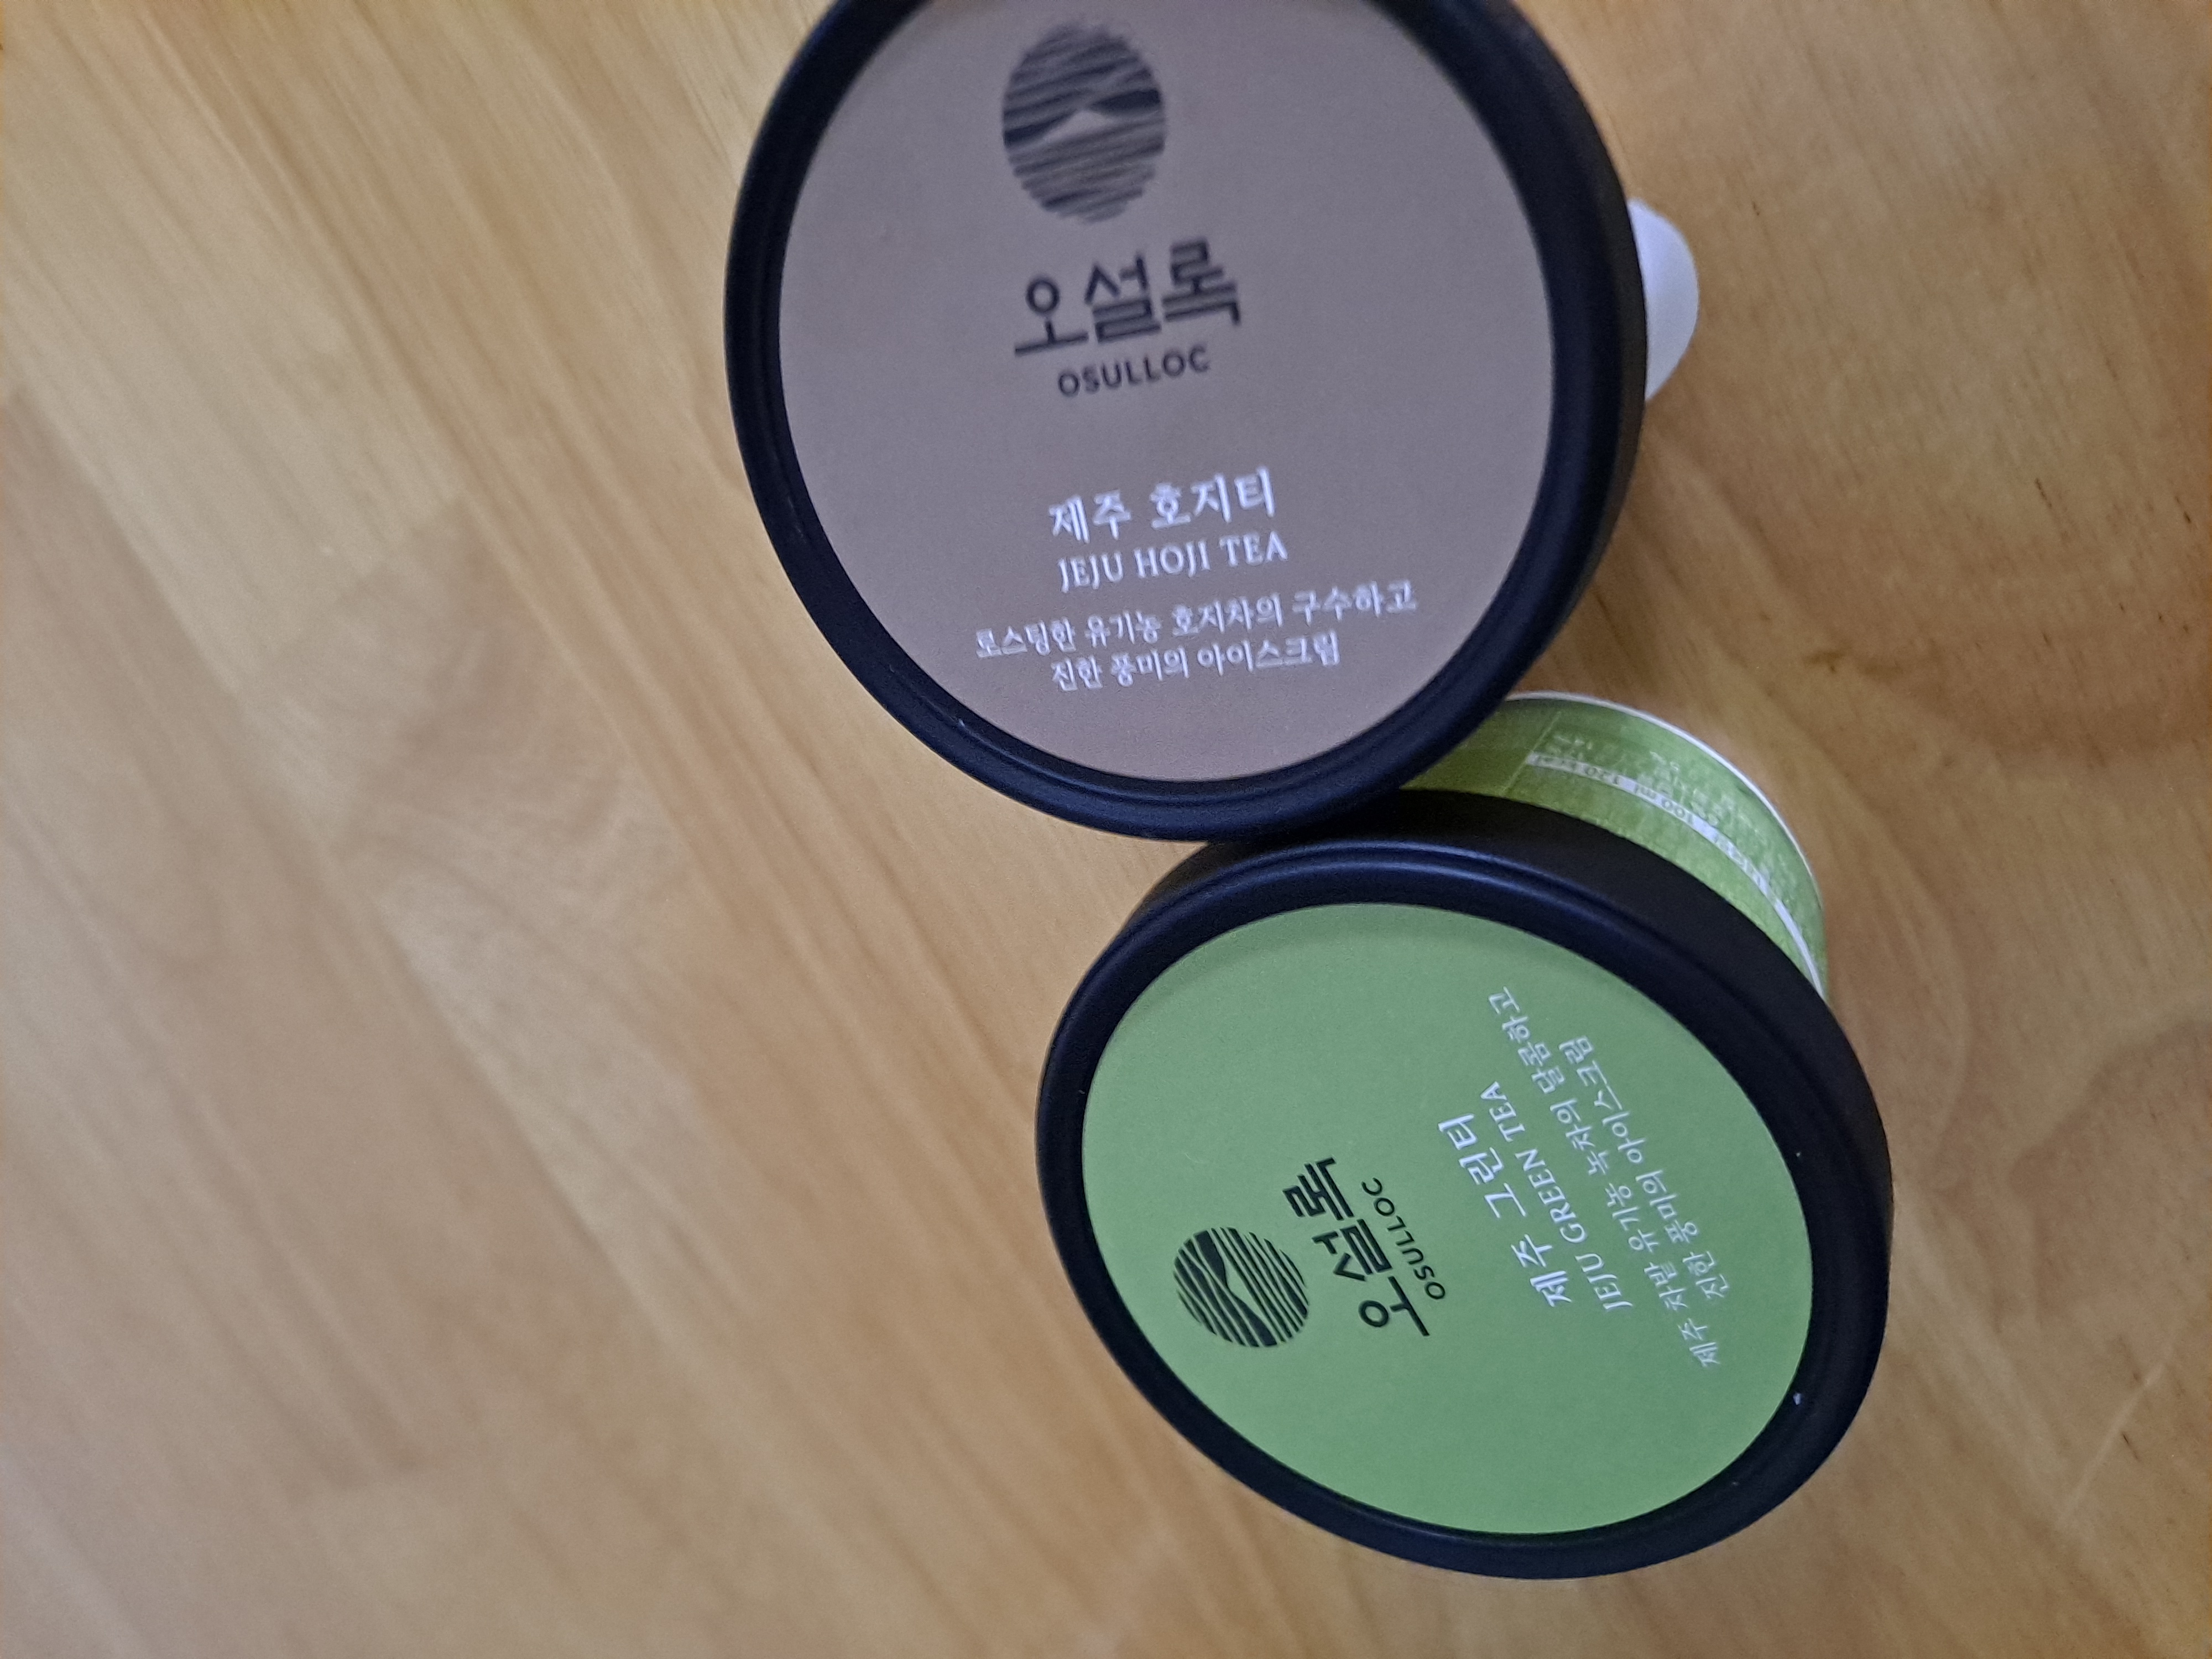 오설록
OSULLOC
제주 호지티
JEJU HOJI TEA
로스팅한 유기농 호지차의 구수하고
진한 풍미의 아이스크림
오설록
OSULLOC
제주 그린티
JEJU GREEN TEA
제주 차밭 유기농 녹차의 달콤하고
진한 풍미의 아이스크림
100 ml